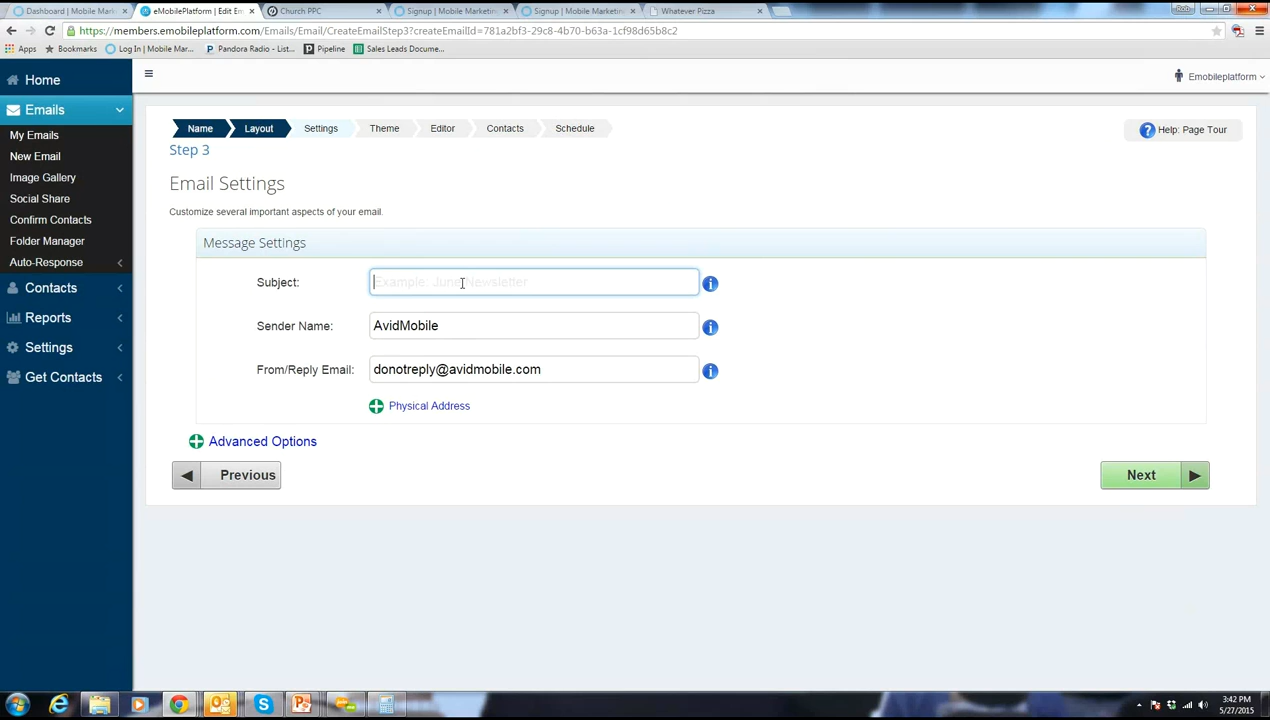 Dashboard | Mobile Mark
eMobilePlatform | Edit Em
Church PPC
Signup | Mobile Marketing
Signup | Mobile Marketing
Whatever Pizza
Rob
https://members.emobileplatform.com/Emails/Email/CreateEmailStep3?createEmailId=781a2bf3-29c8-4b70-b63a-1cf98d65b8c2
Apps
Bookmarks
Log In | Mobile Mar...
Pandora Radio - List...
Pipeline
Sales Leads Docume...
Home
Emobileplatform
Emails
My Emails
New Email
Image Gallery
Social Share
Confirm Contacts
Folder Manager
Auto-Response
Contacts
Reports
Settings
Get Contacts
Name
Layout
Settings
Theme
Editor
Contacts
Schedule
Help: Page Tour
Step 3
Email Settings
Customize several important aspects of your email.
Message Settings
Subject:
Example. June Newsletter
Sender Name:
AvidMobile
From/Reply Email:
donotreply@avidmobile.com
Physical Address
Advanced Options
Previous
Next
3:42 PM
5/27/2015